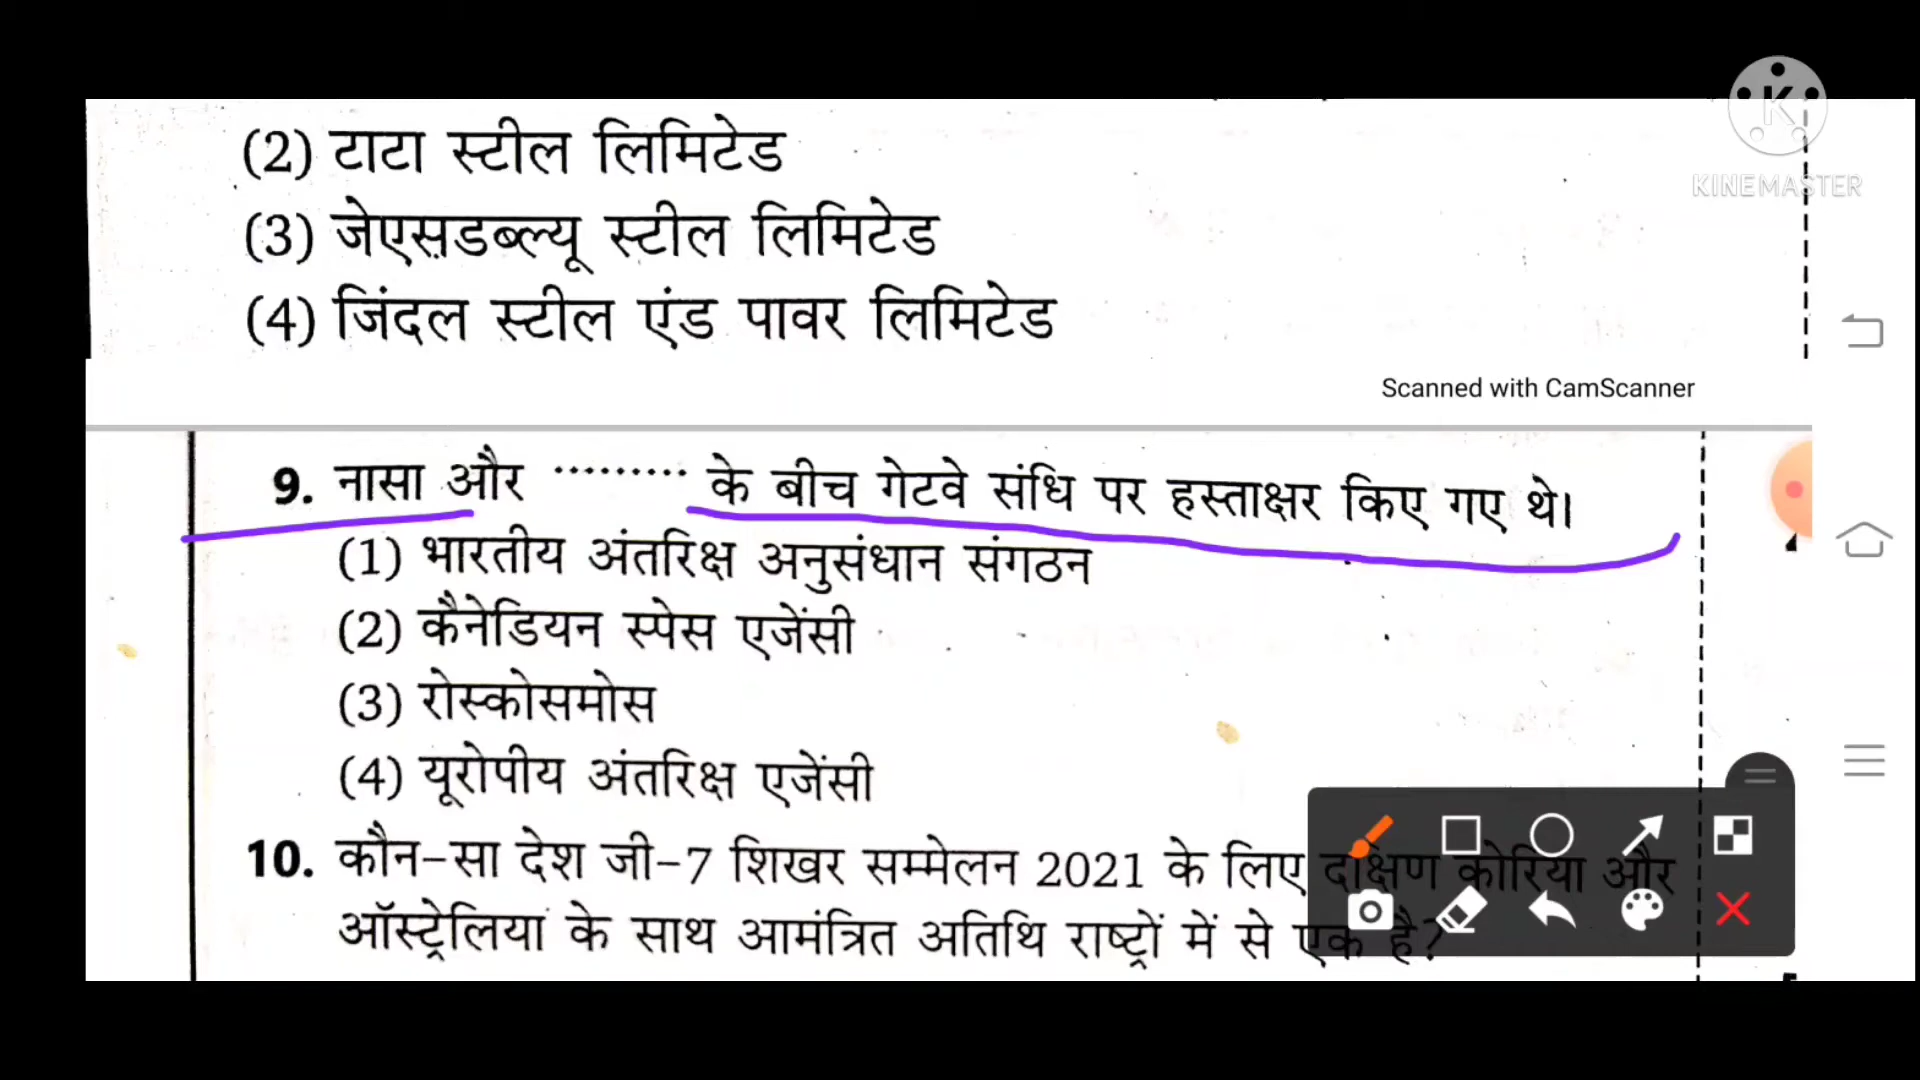 K
KINEMASTER
(2) टाटा स्टील लिमिटेड
(3) जेएसडब्ल्यू स्टील लिमिटेड
(4) जिंदल स्टील एंड पावर लिमिटेड
Scanned with CamScanner
9. नासा और ········· के बीच गेटवे संधि पर हस्ताक्षर किए गए थे।
(1) भारतीय अंतरिक्ष अनुसंधान संगठन
(2) कैनेडियन स्पेस एजेंसी
(3) रोस्कोसमोस
(4) यूरोपीय अंतरिक्ष एजेंसी
10. कौन-सा देश जी-7 शिखर सम्मेलन 2021 के लिए दक्षिण कोरिया और
ऑस्ट्रेलिया के साथ आमंत्रित अतिथि राष्ट्रों में से एक है?